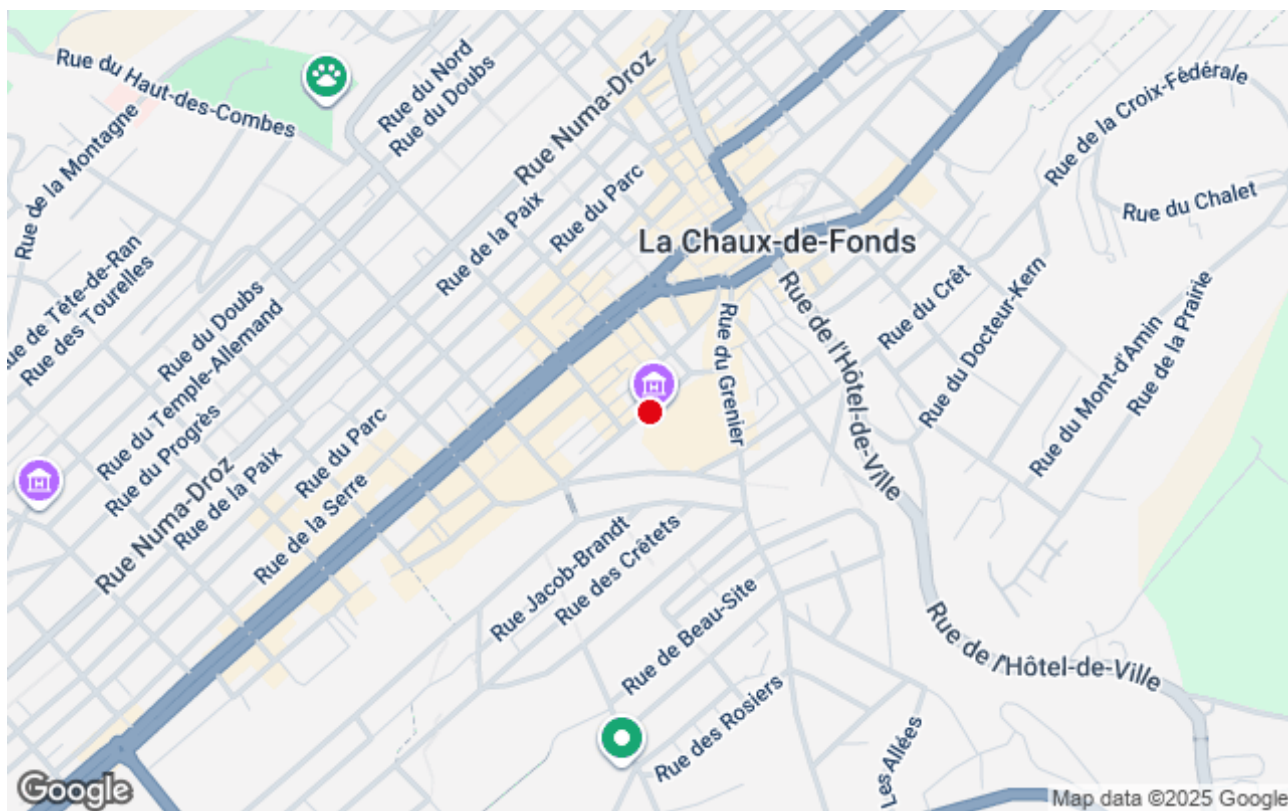 Rue du Haut-des-Combes
Rue du Nord
Rue du Doubs
Rue Numa-Droz
Rue de la Croix-Fédérale
Rue de la Montagne
Rue du Parc
Rue de la Paix
Rue du Chalet
La Chaux-de-Fonds
Rue de Tête-de-Ran
Rue des Tourelles
Rue du Doubs
Rue du Temple-Allemand
Rue du Progrès
Rue du Crêt
Rue du Docteur-Kern
Rue de l'Hôtel-de-Ville
Rue du Grenier
Rue du Mont-d'Amin
Rue de la Prairie
Rue du Parc
Rue de la Paix
Rue Numa-Droz
Rue de la Serre
Rue Jacob-Brandt
Rue des Crêtets
Rue de Beau-Site
Rue de l'Hôtel-de-Ville
Rue des Rosiers
Les Allées
Google
Map data ©2025 Google